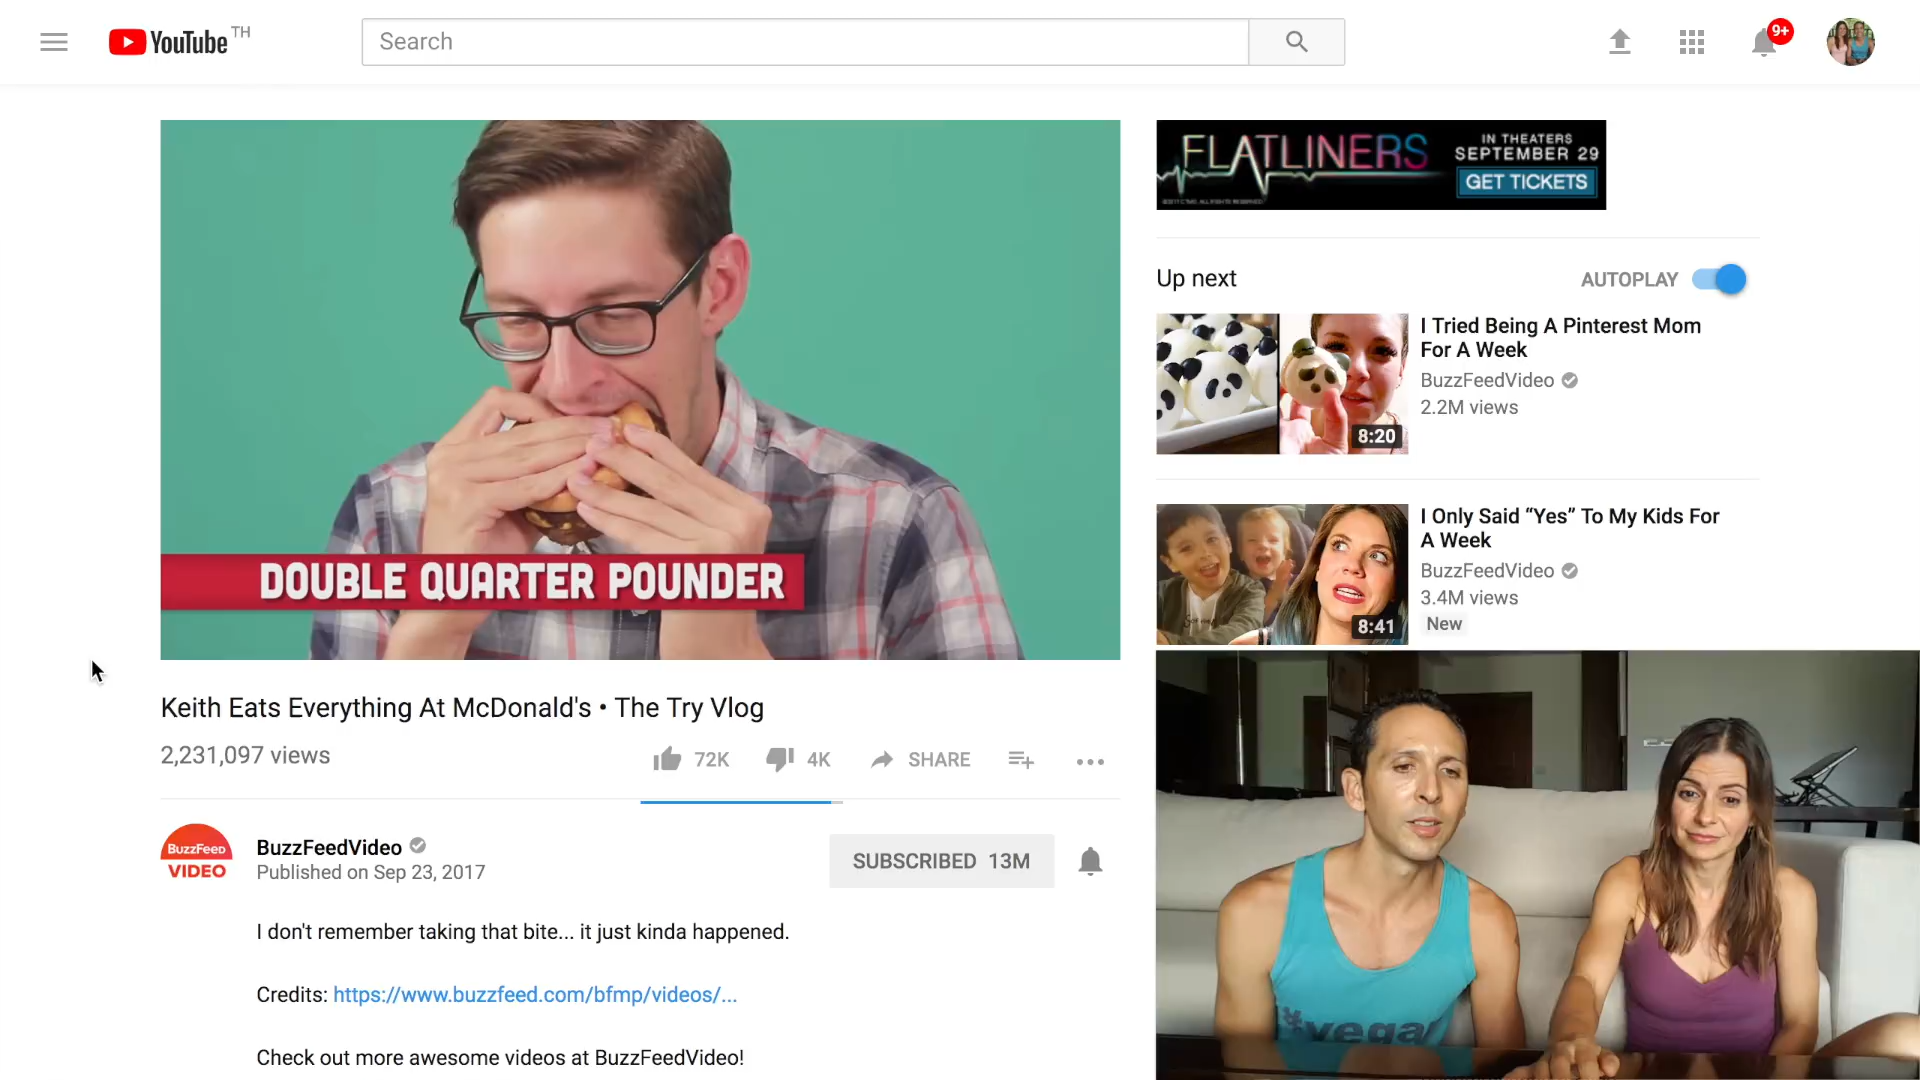 YouTube TH
Search
9+
FLATLINERS
IN THEATERS
SEPTEMBER 29
GET TICKETS
Up next
AUTOPLAY
I Tried Being A Pinterest Mom
For A Week
BuzzFeedVideo
2.2M views
8:20
I Only Said “Yes” To My Kids For
A Week
BuzzFeedVideo
3.4M views
New
8:41
DOUBLE QUARTER POUNDER
Keith Eats Everything At McDonald's • The Try Vlog
2,231,097 views
72K
4K
SHARE
BuzzFeed
VIDEO
BuzzFeedVideo
Published on Sep 23, 2017
SUBSCRIBED 13M
I don't remember taking that bite... it just kinda happened.
Credits: https://www.buzzfeed.com/bfmp/videos/...
Check out more awesome videos at BuzzFeedVideo!
#vega